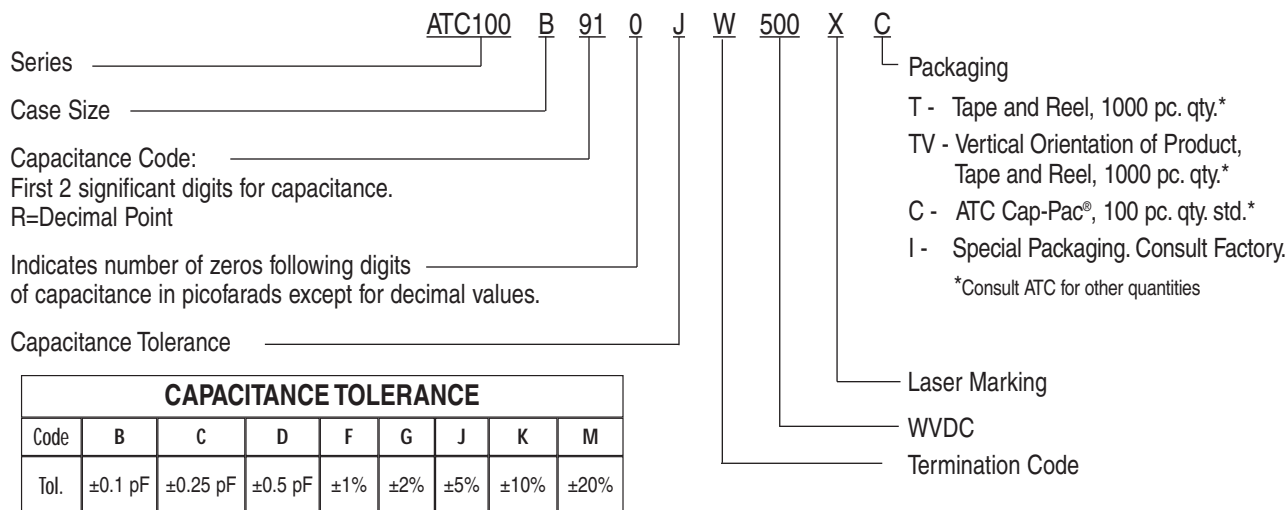 ATC100 B 91 0 J W 500 X C
Series
Case Size
Capacitance Code:
First 2 significant digits for capacitance.
R=Decimal Point
Indicates number of zeros following digits
of capacitance in picofarads except for decimal values.
Capacitance Tolerance
CAPACITANCE TOLERANCE
Code B C D F G J K M
Tol. ±0.1 pF ±0.25 pF ±0.5 pF ±1% ±2% ±5% ±10% ±20%
Packaging
T - Tape and Reel, 1000 pc. qty.*
TV - Vertical Orientation of Product,
Tape and Reel, 1000 pc. qty.*
C - ATC Cap-Pac®, 100 pc. qty. std.*
I - Special Packaging. Consult Factory.
*Consult ATC for other quantities
Laser Marking
WVDC
Termination Code